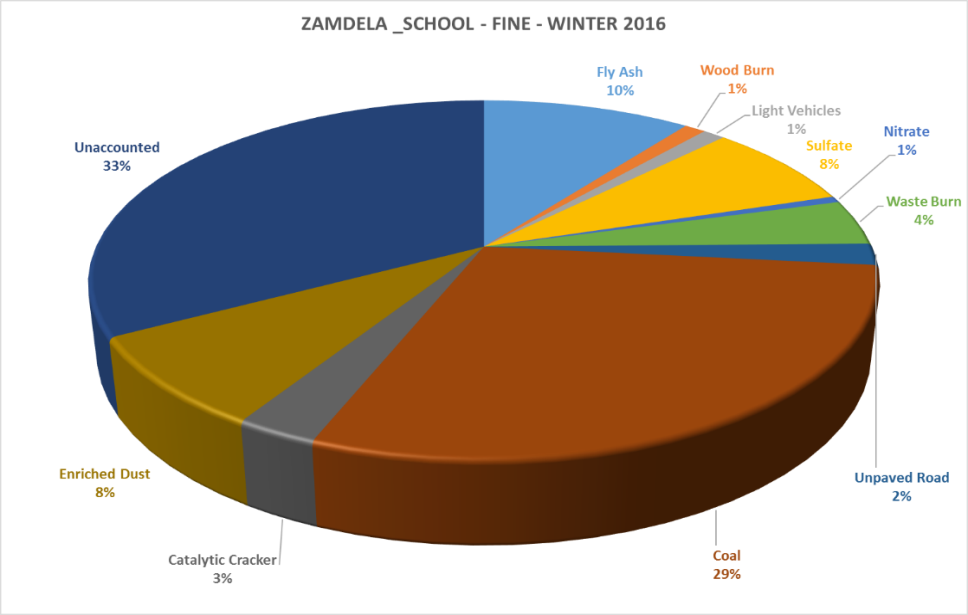 ZAMDELA _SCHOOL - FINE - WINTER 2016
Fly Ash
10%
Wood Burn
1%
Light Vehicles
1%
Sulfate
8%
Nitrate
1%
Waste Burn
4%
Unpaved Road
2%
Coal
29%
Catalytic Cracker
3%
Enriched Dust
8%
Unaccounted
33%